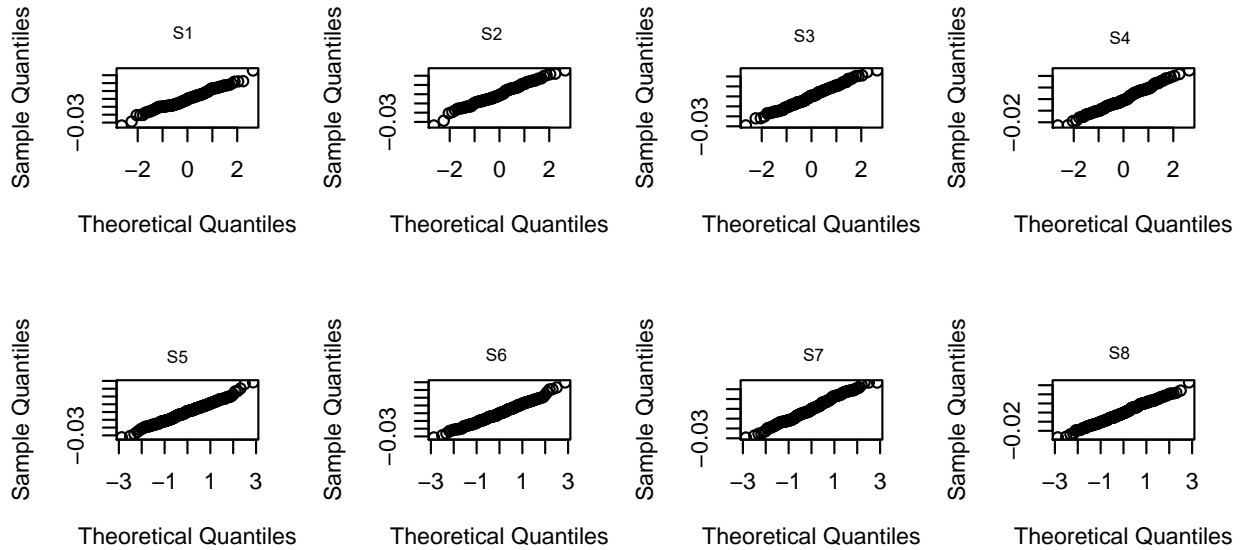 S1
Sample Quantiles
−0.03
−2 0 2
Theoretical Quantiles
S2
Sample Quantiles
−0.03
−2 0 2
Theoretical Quantiles
S3
Sample Quantiles
−0.03
−2 0 2
Theoretical Quantiles
S4
Sample Quantiles
−0.02
−2 0 2
Theoretical Quantiles
S5
Sample Quantiles
−0.03
−3 −1 1 3
Theoretical Quantiles
S6
Sample Quantiles
−0.03
−3 −1 1 3
Theoretical Quantiles
S7
Sample Quantiles
−0.03
−3 −1 1 3
Theoretical Quantiles
S8
Sample Quantiles
−0.02
−3 −1 1 3
Theoretical Quantiles